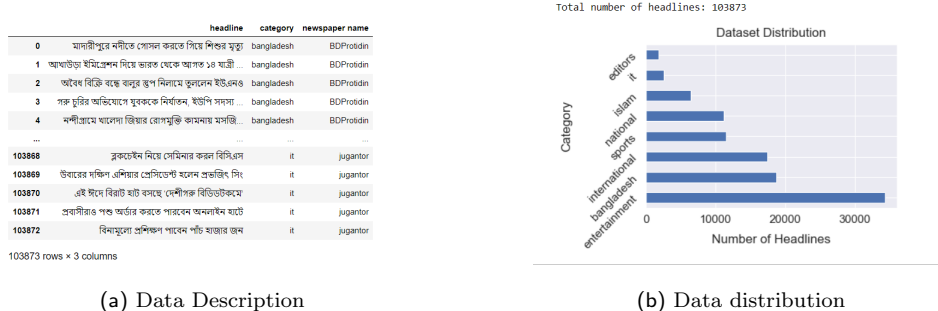 headline category newspaper name
0 মাদারীপুরে নদীতে গোসল করতে গিয়ে শিশুর মৃত্যু bangladesh BDProtidin
1 আখাউড়া ইমিগ্রেশন দিয়ে ভারত থেকে আগত ১৪ যাত্রী ... bangladesh BDProtidin
2 অবৈধ বিক্রি বন্ধে বালুর স্তুপ নিলামে তুললেন ইউএনও bangladesh BDProtidin
3 গরু চুরির অভিযোগে যুবককে নির্যাতন, ইউপি সদস্য ... bangladesh BDProtidin
4 নন্দীগ্রামে খালেদা জিয়ার রোগমুক্তি কামনায় মসজি... bangladesh BDProtidin
... ... ... ...
103868 ব্লকচেইন নিয়ে সেমিনার করল বিসিএস it jugantor
103869 উবারের দক্ষিণ এশিয়ার প্রেসিডেন্ট হলেন প্রভজিৎ সিং it jugantor
103870 এই ঈদে বিরাট হাট বসছে 'দেশীগরু বিডিডটকমে' it jugantor
103871 প্রবাসীরাও পশু অর্ডার করতে পারবেন অনলাইন হাটে it jugantor
103872 বিনামূল্যে প্রশিক্ষণ পাবেন পাঁচ হাজার জন it jugantor
103873 rows × 3 columns
(a) Data Description
Total number of headlines: 103873
Dataset Distribution
Category
editors
it
islam
national
sports
international
bangladesh
entertainment
0 10000 20000 30000
Number of Headlines
(b) Data distribution